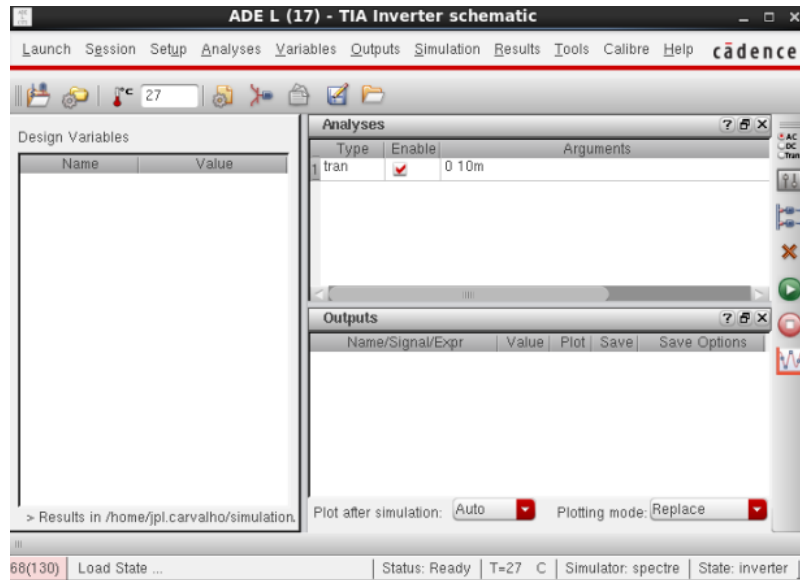 ADE L (17) - TIA Inverter schematic
Launch Session Setup Analyses Variables Outputs Simulation Results Tools Calibre Help cādence
°C 27
Design Variables
Name Value
Analyses
Type Enable Arguments
1 tran 0 10m
AC
DC
Tran
Outputs
Name/Signal/Expr Value Plot Save Save Options
> Results in /home/jpl.carvalho/simulation
Plot after simulation: Auto Plotting mode: Replace
68(130) Load State ... Status: Ready T=27 C Simulator: spectre State: inverter